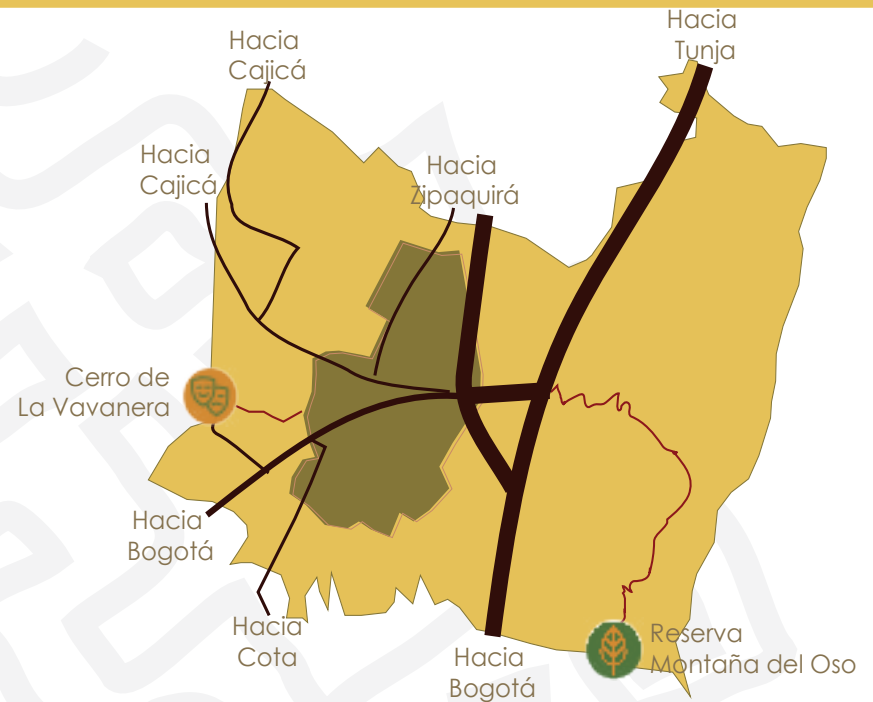 Hacia
Tunja
Hacia
Cajicá
Hacia
Cajicá
Hacia
Zipaquirá
Cerro de
La Vavanera
Hacia
Bogotá
Hacia
Cota
Hacia
Bogotá
Reserva
Montaña del Oso